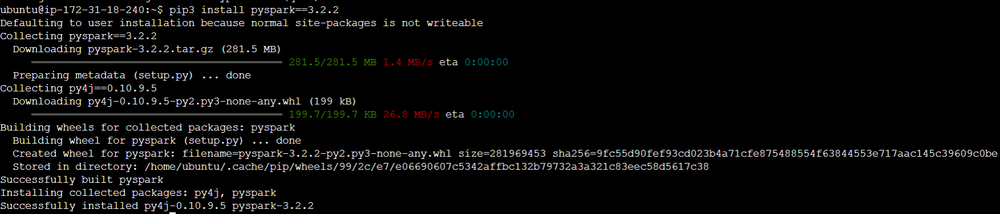 ubuntu@ip-172-31-18-240:~$ pip3 install pyspark==3.2.2
Defaulting to user installation because normal site-packages is not writeable
Collecting pyspark==3.2.2
  Downloading pyspark-3.2.2.tar.gz (281.5 MB)
281.5/281.5 MB 1.4 MB/s eta 0:00:00
  Preparing metadata (setup.py) ... done
Collecting py4j==0.10.9.5
  Downloading py4j-0.10.9.5-py2.py3-none-any.whl (199 kB)
199.7/199.7 KB 26.8 MB/s eta 0:00:00
Building wheels for collected packages: pyspark
  Building wheel for pyspark (setup.py) ... done
  Created wheel for pyspark: filename=pyspark-3.2.2-py2.py3-none-any.whl size=281969453 sha256=9fc55d90fef93cd023b4a71cfe875488554f63844553e717aac145c39609c0be
  Stored in directory: /home/ubuntu/.cache/pip/wheels/99/2c/e7/e06690607c5342affbc132b79732a3a321c83eec58d5617c38
Successfully built pyspark
Installing collected packages: py4j, pyspark
Successfully installed py4j-0.10.9.5 pyspark-3.2.2